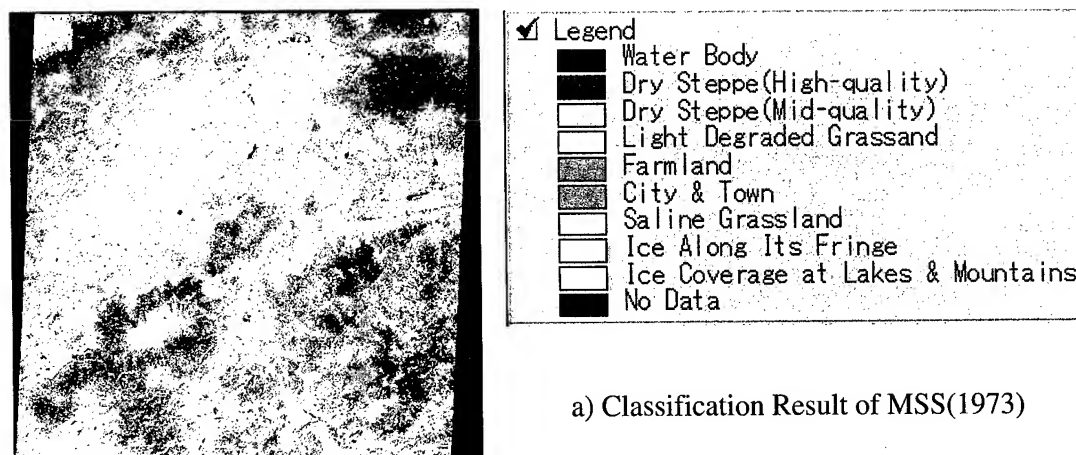 Legend
Water Body
Dry Steppe(High-quality)
Dry Steppe(Mid-quality)
Light Degraded Grassand
Farmland
City & Town
Saline Grassland
Ice Along Its Fringe
Ice Coverage at Lakes & Mountains
No Data
a) Classification Result of MSS(1973)